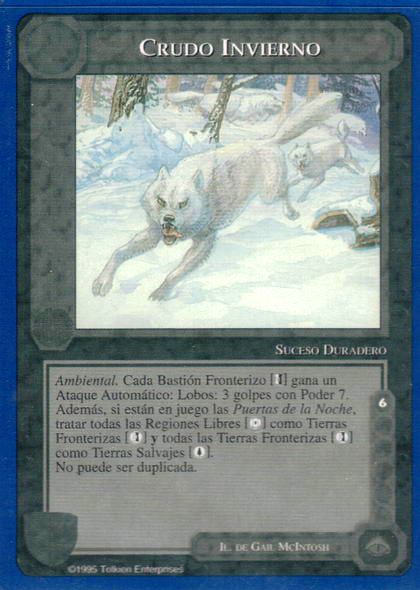 CRUDO INVIERNO
SUCESO DURADERO
Ambiental. Cada Bastión Fronterizo [] gana un
Ataque Automático: Lobos: 3 golpes con Poder 7.
Además, si están en juego las Puertas de la Noche,
tratar todas las Regiones Libres [] como Tierras
Fronterizas [] y todas las Tierras Fronterizas []
como Tierras Salvajes [].
No puede ser duplicada.
6
IL. DE GAIL MCINTOSH
©1995 Tolkien Enterprises